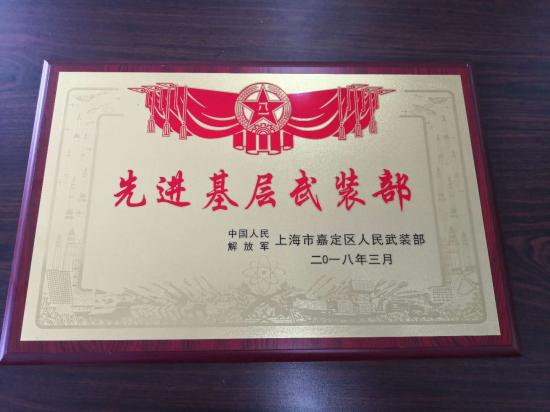 先进基层武装部
中国人民
解放军 上海市嘉定区人民武装部
二0一八年三月